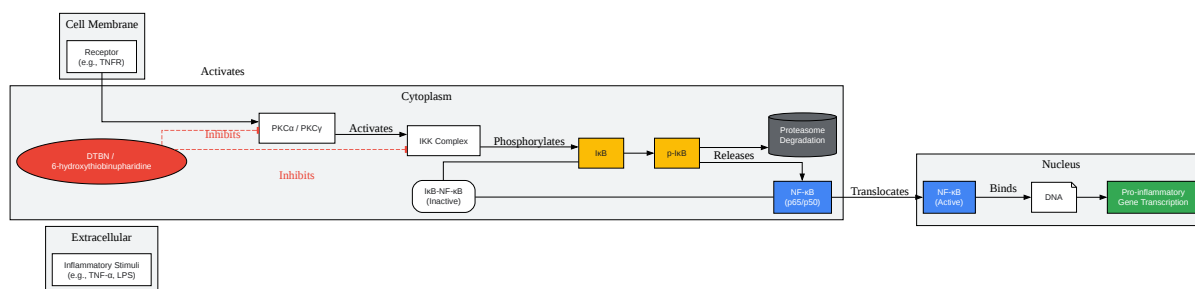 Cell Membrane
Receptor
(e.g., TNFR)
Activates
Cytoplasm
PKCα / PKCγ
Activates
IKK Complex
Phosphorylates
IκB
p-IκB
Releases
Proteasome
Degradation
Inhibits
DTBN /
6-hydroxythiobinupharidine
Inhibits
IκB-NF-κB
(Inactive)
NF-κB
(p65/p50)
Translocates
Nucleus
NF-κB
(Active)
Binds
DNA
Pro-inflammatory
Gene Transcription
Extracellular
Inflammatory Stimuli
(e.g., TNF-α, LPS)